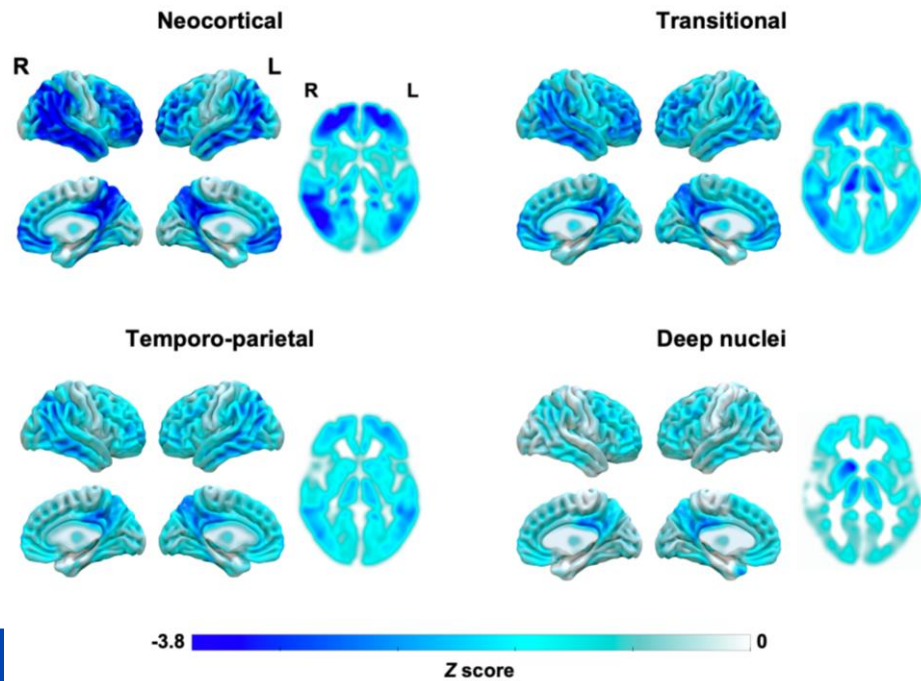 Neocortical
Transitional
R
L
R
L
Temporo-parietal
Deep nuclei
-3.8
0
Z score